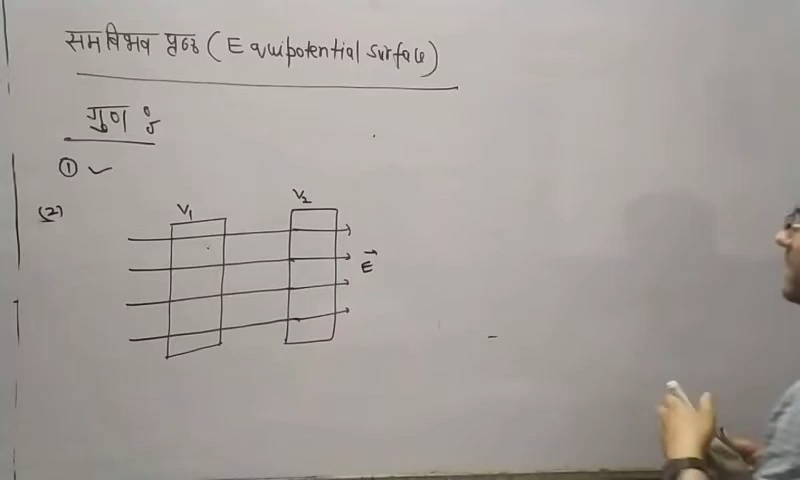 समविभव पृष्ठ (Equipotential surface)
गुण :
① ✓
(2)
V₁ V₂
E⃗